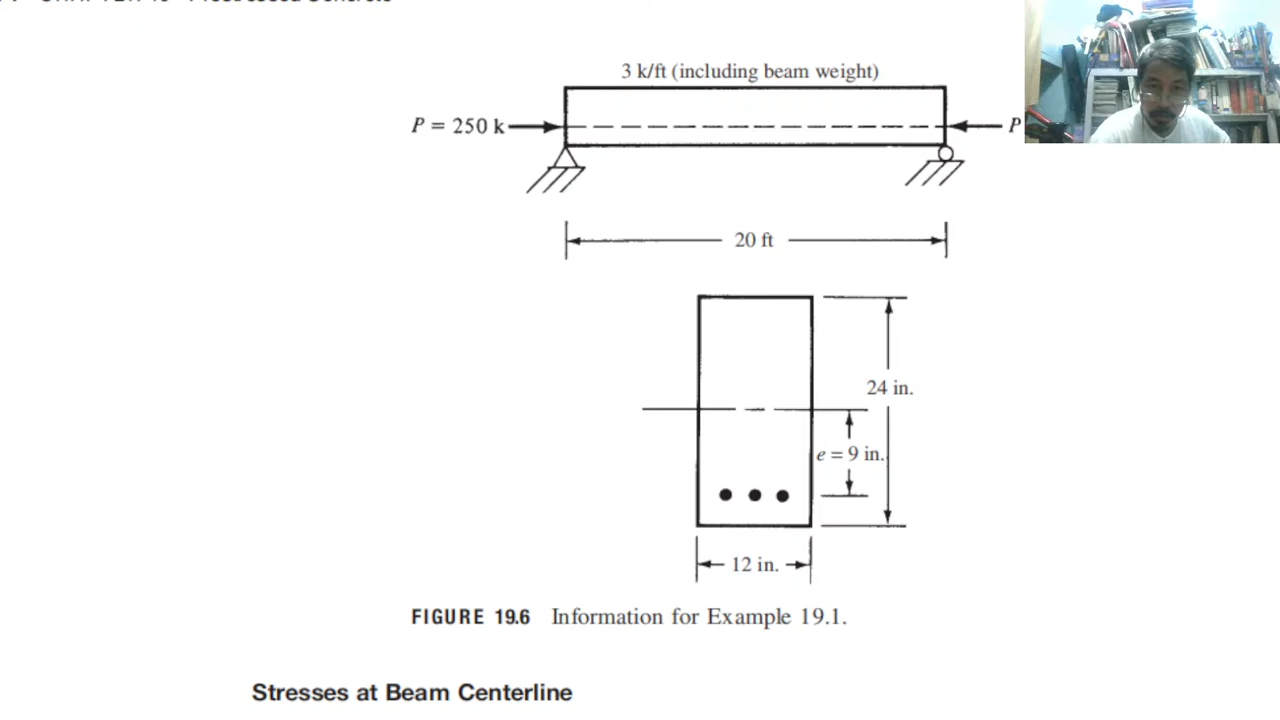 3 k/ft (including beam weight)
P = 250 k
P
20 ft
24 in.
e = 9 in.
12 in.
FIGURE 19.6 Information for Example 19.1.
Stresses at Beam Centerline